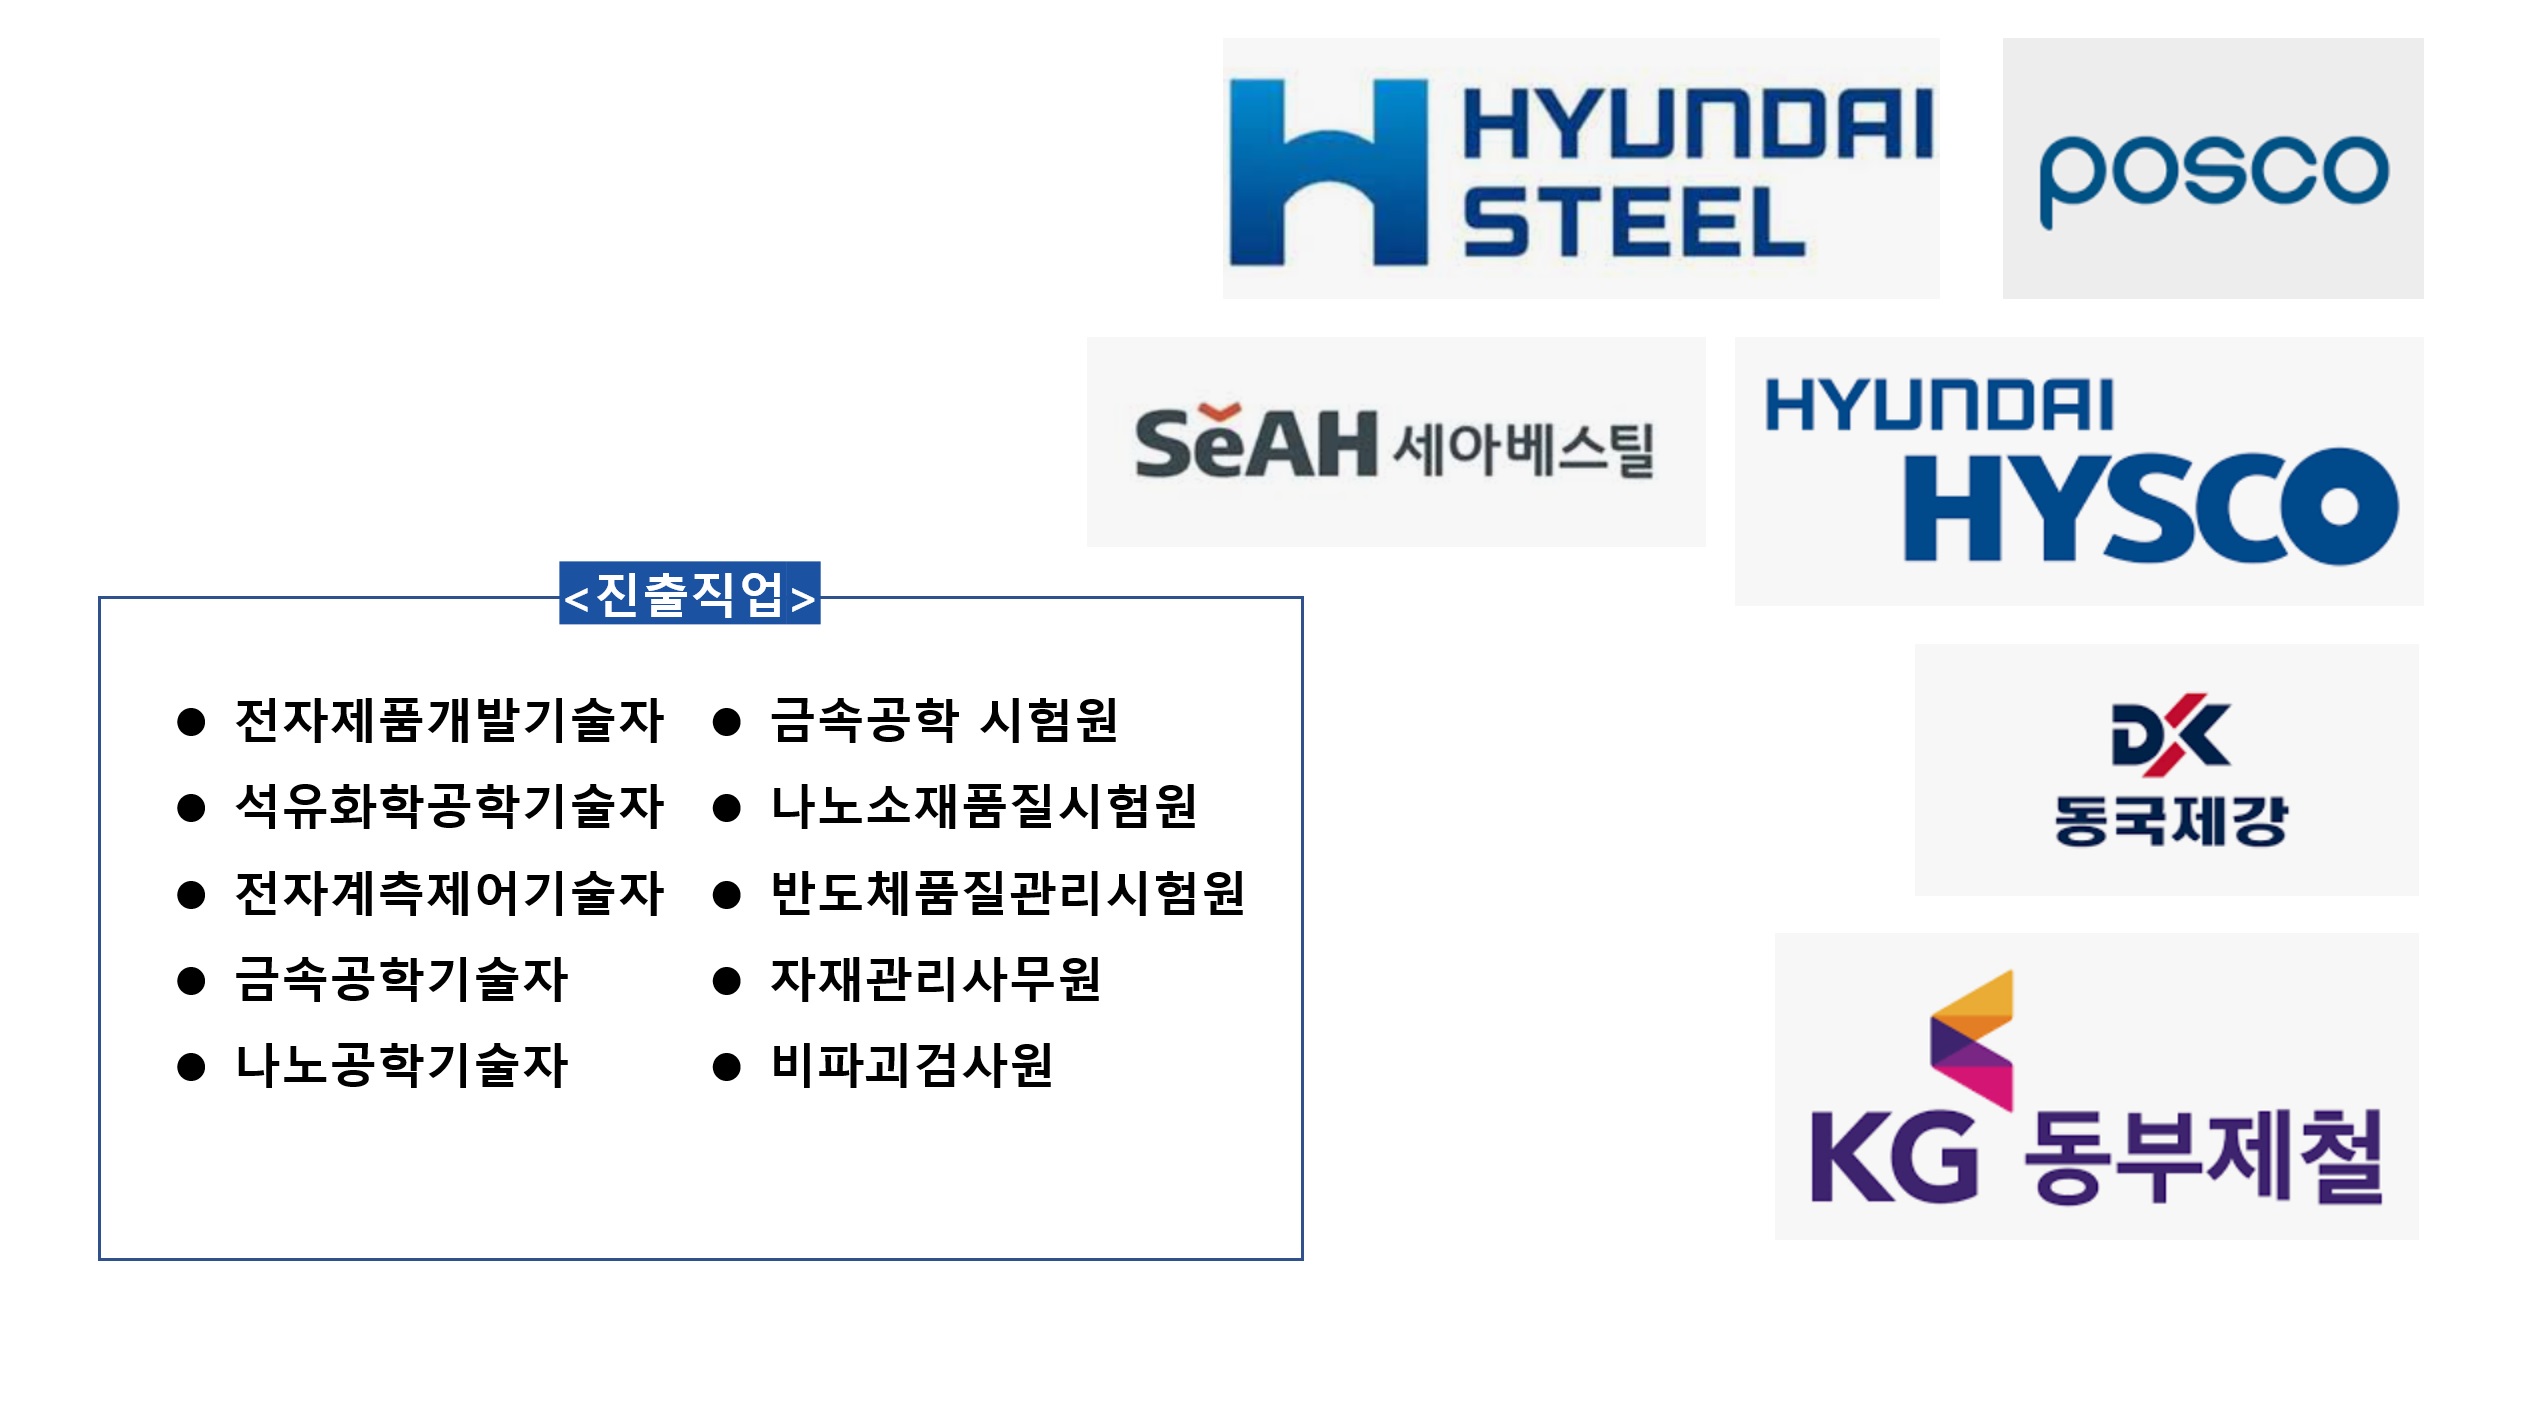 HYUNDAI
STEEL
posco
SeAH 세아베스틸
HYUNDAI
HYSCO
<진출직업>
● 전자제품개발기술자
● 석유화학공학기술자
● 전자계측제어기술자
● 금속공학기술자
● 나노공학기술자
● 금속공학 시험원
● 나노소재품질시험원
● 반도체품질관리시험원
● 자재관리사무원
● 비파괴검사원
DK
동국제강
KG 동부제철